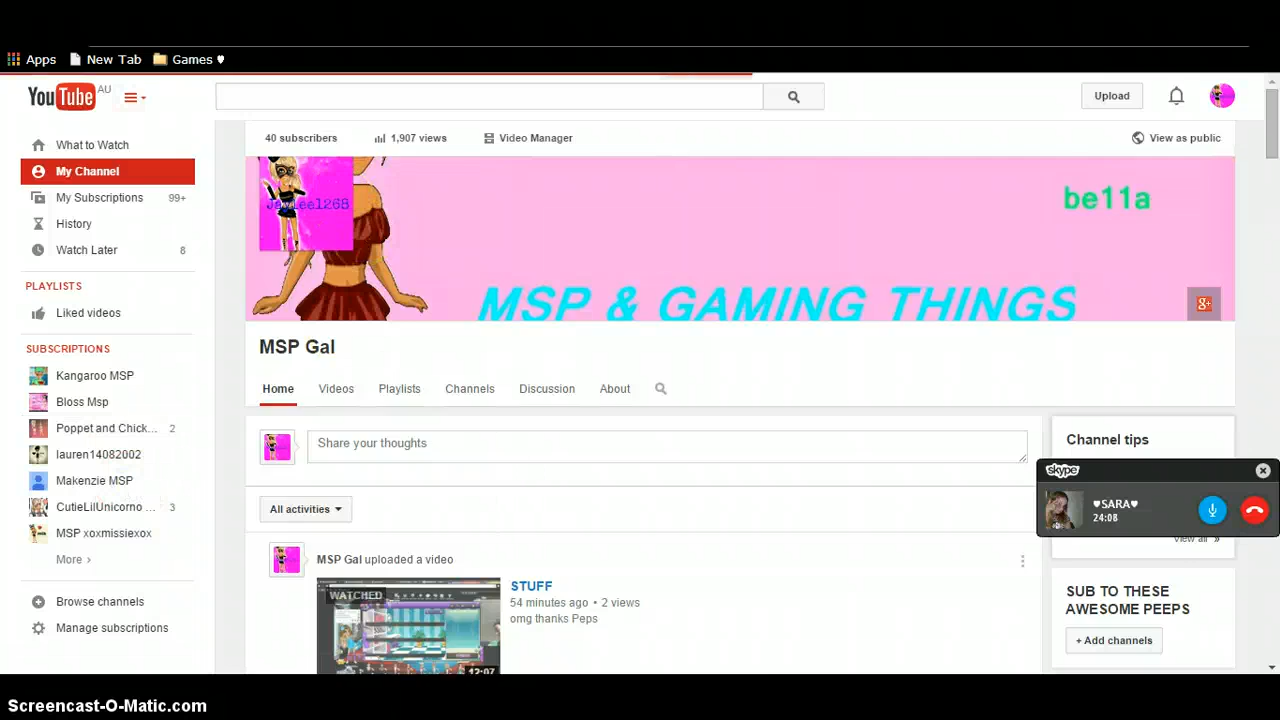 Apps New Tab Games ♥
YouTube AU
Upload
What to Watch
My Channel
My Subscriptions 99+
History
Watch Later 8
PLAYLISTS
Liked videos
SUBSCRIPTIONS
Kangaroo MSP
Bloss Msp
Poppet and Chick... 2
lauren14082002
Makenzie MSP
CutieLilUnicorno ... 3
MSP xoxmissiexox
More ›
Browse channels
Manage subscriptions
40 subscribers 1,907 views Video Manager View as public
Jaylee1268
be11a
MSP & GAMING THINGS
g+
MSP Gal
Home Videos Playlists Channels Discussion About
Share your thoughts
All activities
MSP Gal uploaded a video
WATCHED
12:07
STUFF
54 minutes ago • 2 views
omg thanks Peps
Channel tips
skype
♥SARA♥
24:08
View all »
SUB TO THESE
AWESOME PEEPS
+ Add channels
Screencast-O-Matic.com